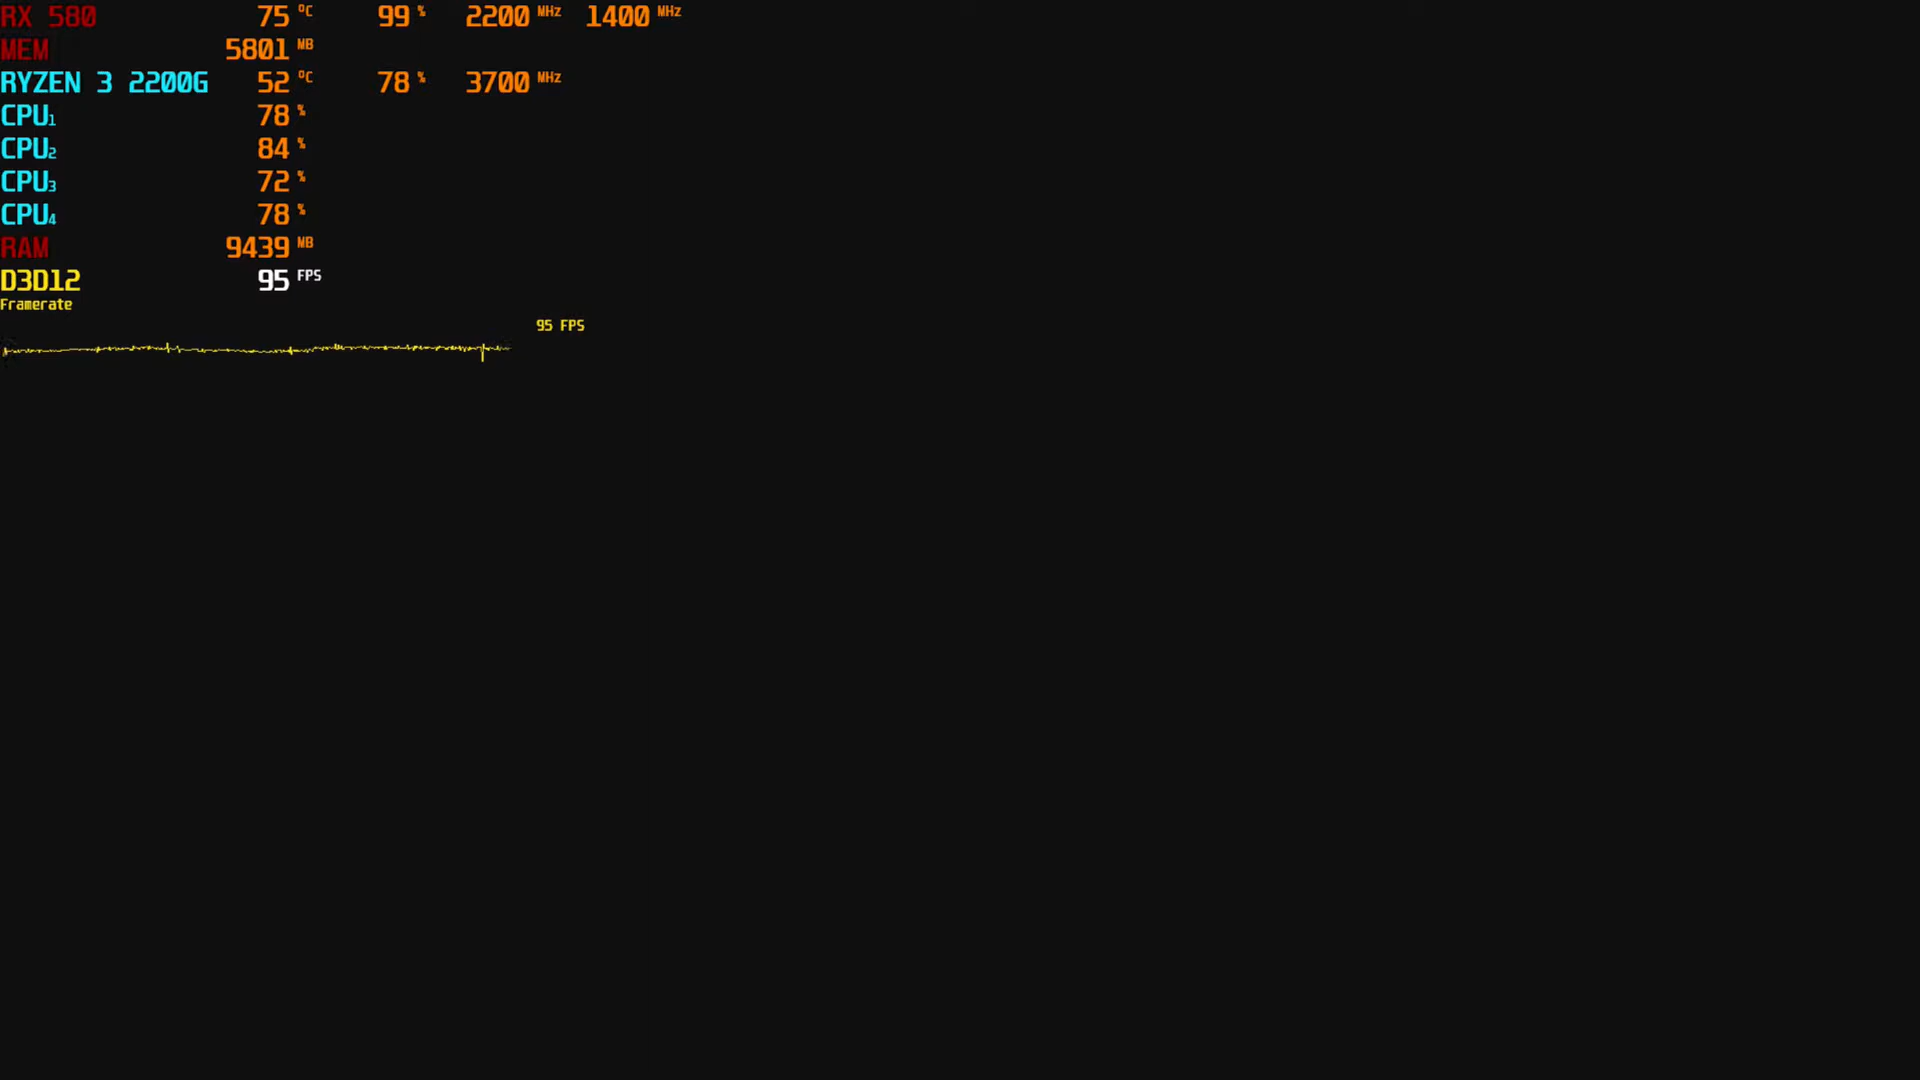 RX 580 75 °C 99 % 2200 MHz 1400 MHz
MEM 5801 MB
RYZEN 3 2200G 52 °C 78 % 3700 MHz
CPU1 78 %
CPU2 84 %
CPU3 72 %
CPU4 78 %
RAM 9439 MB
D3D12 95 FPS
Framerate
95 FPS